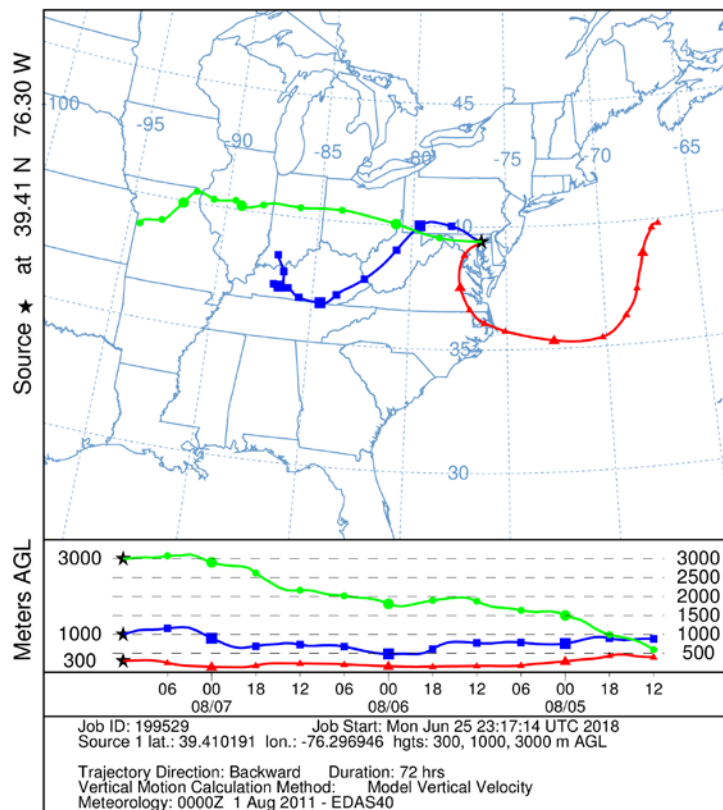 Source ★ at 39.41 N 76.30 W
-100
-95
-90
-85
-80
-75
-70
-65
45
40
35
30
Meters AGL
3000
1000
300
3000
2500
2000
1500
1000
500
06 00 18 12 06 00 18 12 06 00 18 12
08/07 08/06 08/05
Job ID: 199529 Job Start: Mon Jun 25 23:17:14 UTC 2018
Source 1 lat.: 39.410191 lon.: -76.296946 hgts: 300, 1000, 3000 m AGL
Trajectory Direction: Backward Duration: 72 hrs
Vertical Motion Calculation Method: Model Vertical Velocity
Meteorology: 0000Z 1 Aug 2011 - EDAS40